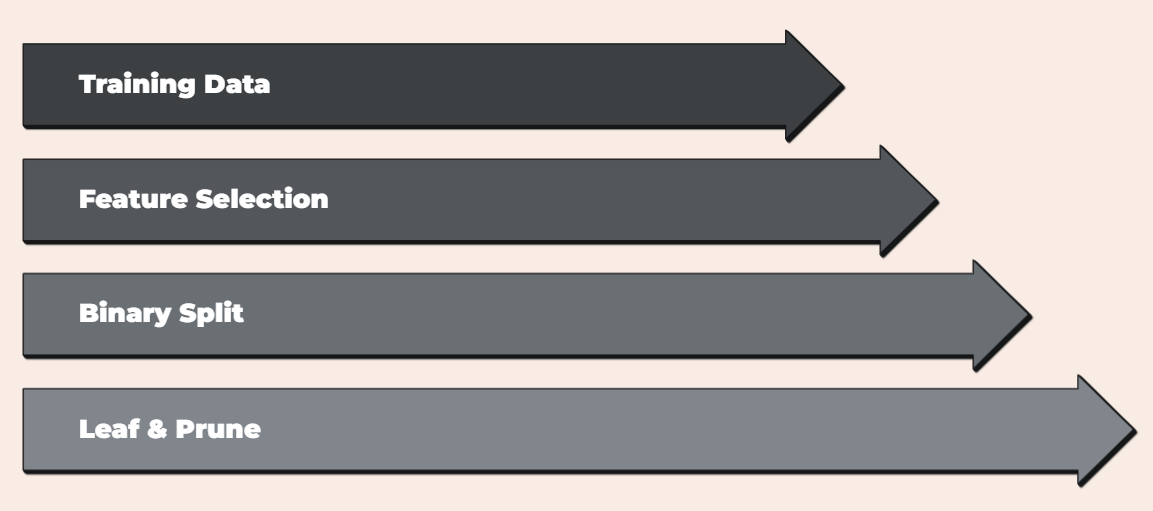 Training Data
Feature Selection
Binary Split
Leaf & Prune